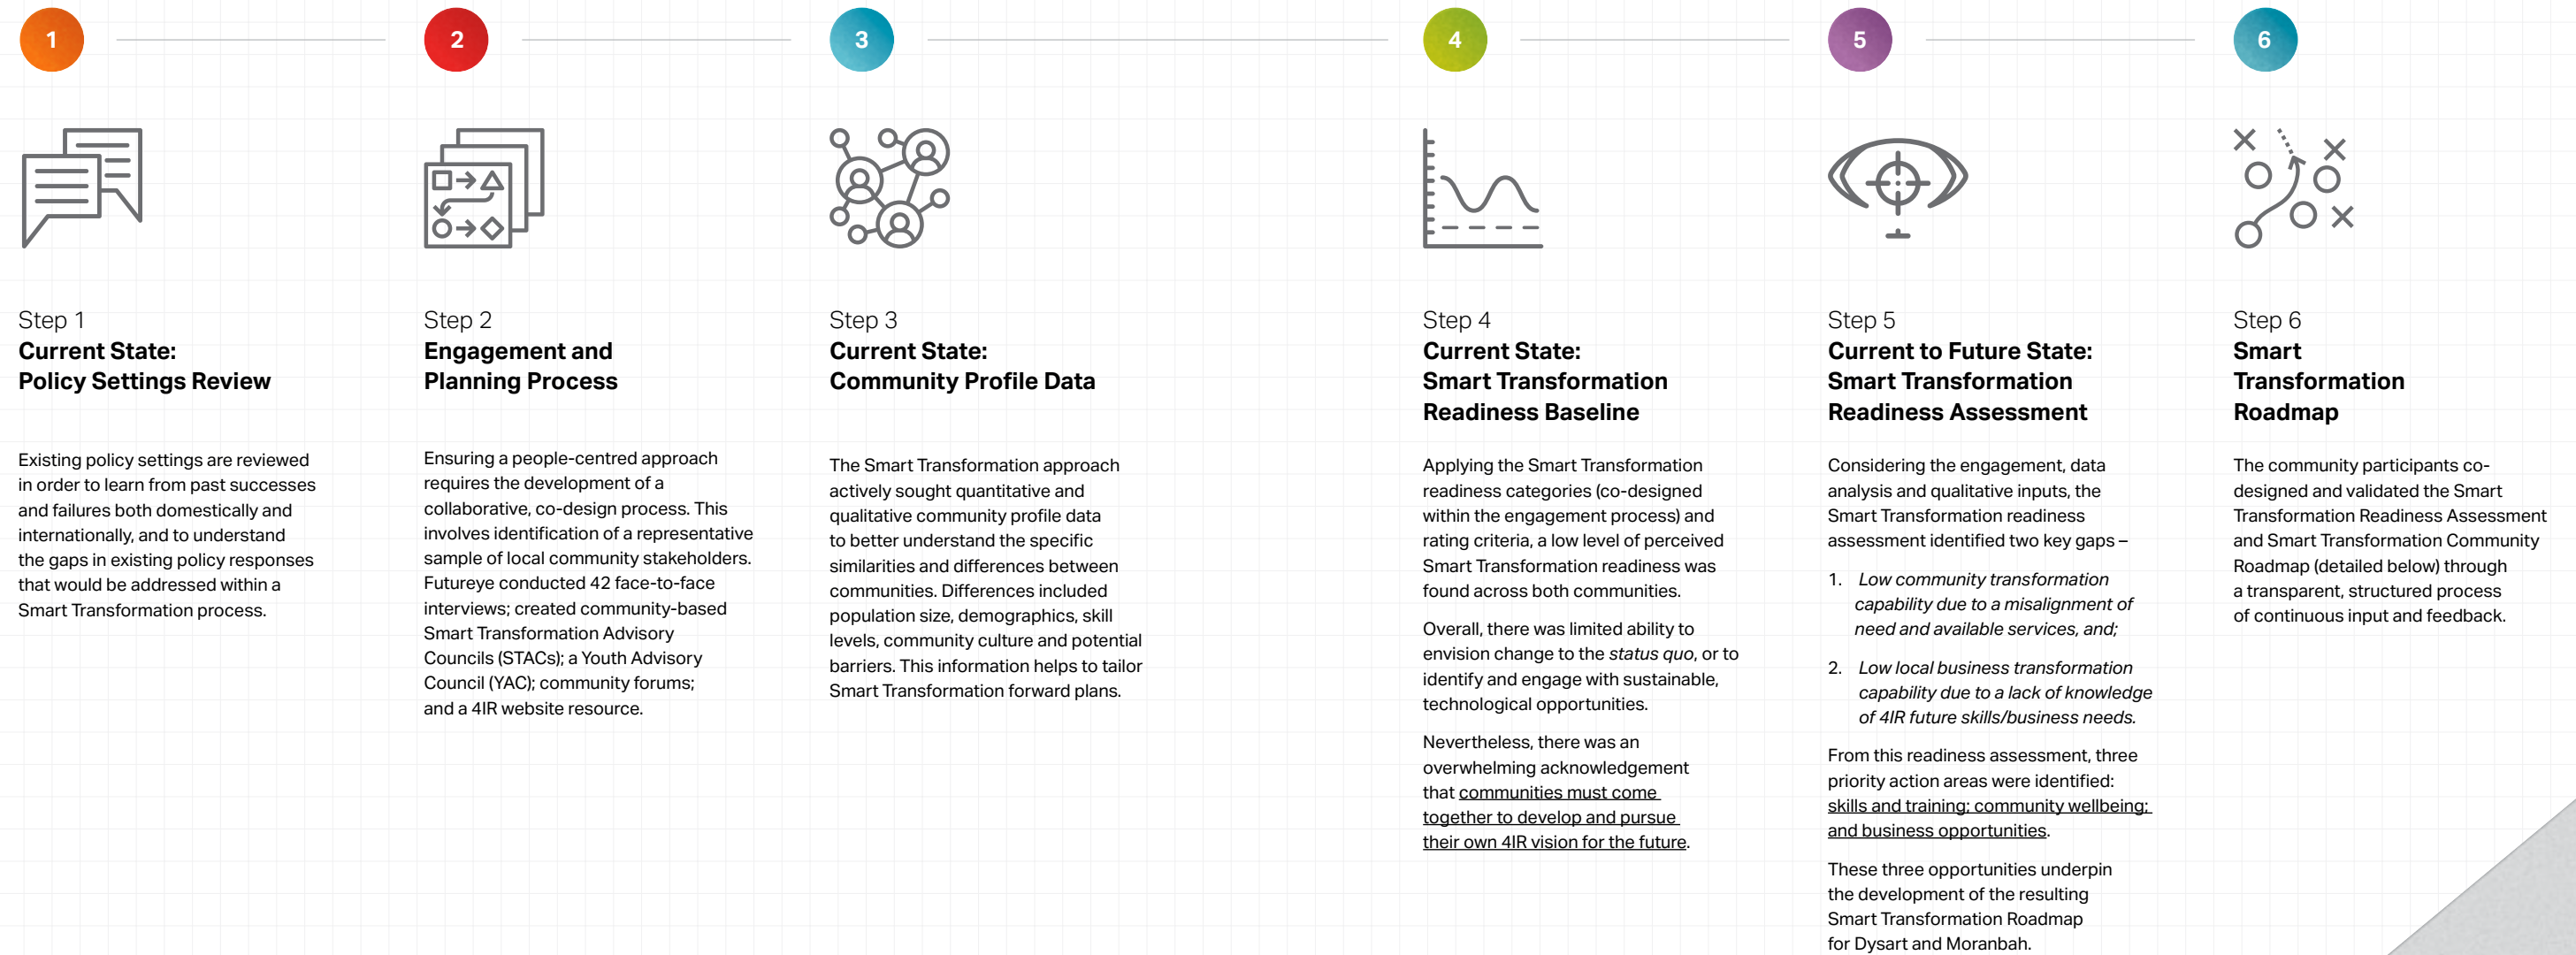 1
2
3
4
5
6
Step 1
Current State:
Policy Settings Review
Existing policy settings are reviewed
in order to learn from past successes
and failures both domestically and
internationally, and to understand
the gaps in existing policy responses
that would be addressed within a
Smart Transformation process.
Step 2
Engagement and
Planning Process
Ensuring a people-centred approach
requires the development of a
collaborative, co-design process. This
involves identification of a representative
sample of local community stakeholders.
Futureye conducted 42 face-to-face
interviews; created community-based
Smart Transformation Advisory
Councils (STACs); a Youth Advisory
Council (YAC); community forums;
and a 4IR website resource.
Step 3
Current State:
Community Profile Data
The Smart Transformation approach
actively sought quantitative and
qualitative community profile data
to better understand the specific
similarities and differences between
communities. Differences included
population size, demographics, skill
levels, community culture and potential
barriers. This information helps to tailor
Smart Transformation forward plans.
Step 4
Current State:
Smart Transformation
Readiness Baseline
Applying the Smart Transformation
readiness categories (co-designed
within the engagement process) and
rating criteria, a low level of perceived
Smart Transformation readiness was
found across both communities.
Overall, there was limited ability to
envision change to the status quo, or to
identify and engage with sustainable,
technological opportunities.
Nevertheless, there was an
overwhelming acknowledgement
that communities must come
together to develop and pursue
their own 4IR vision for the future.
Step 5
Current to Future State:
Smart Transformation
Readiness Assessment
Considering the engagement, data
analysis and qualitative inputs, the
Smart Transformation readiness
assessment identified two key gaps –
1. Low community transformation
capability due to a misalignment of
need and available services, and;
2. Low local business transformation
capability due to a lack of knowledge
of 4IR future skills/business needs.
From this readiness assessment, three
priority action areas were identified:
skills and training; community wellbeing;
and business opportunities.
These three opportunities underpin
the development of the resulting
Smart Transformation Roadmap
for Dysart and Moranbah.
Step 6
Smart
Transformation
Roadmap
The community participants co-
designed and validated the Smart
Transformation Readiness Assessment
and Smart Transformation Community
Roadmap (detailed below) through
a transparent, structured process
of continuous input and feedback.